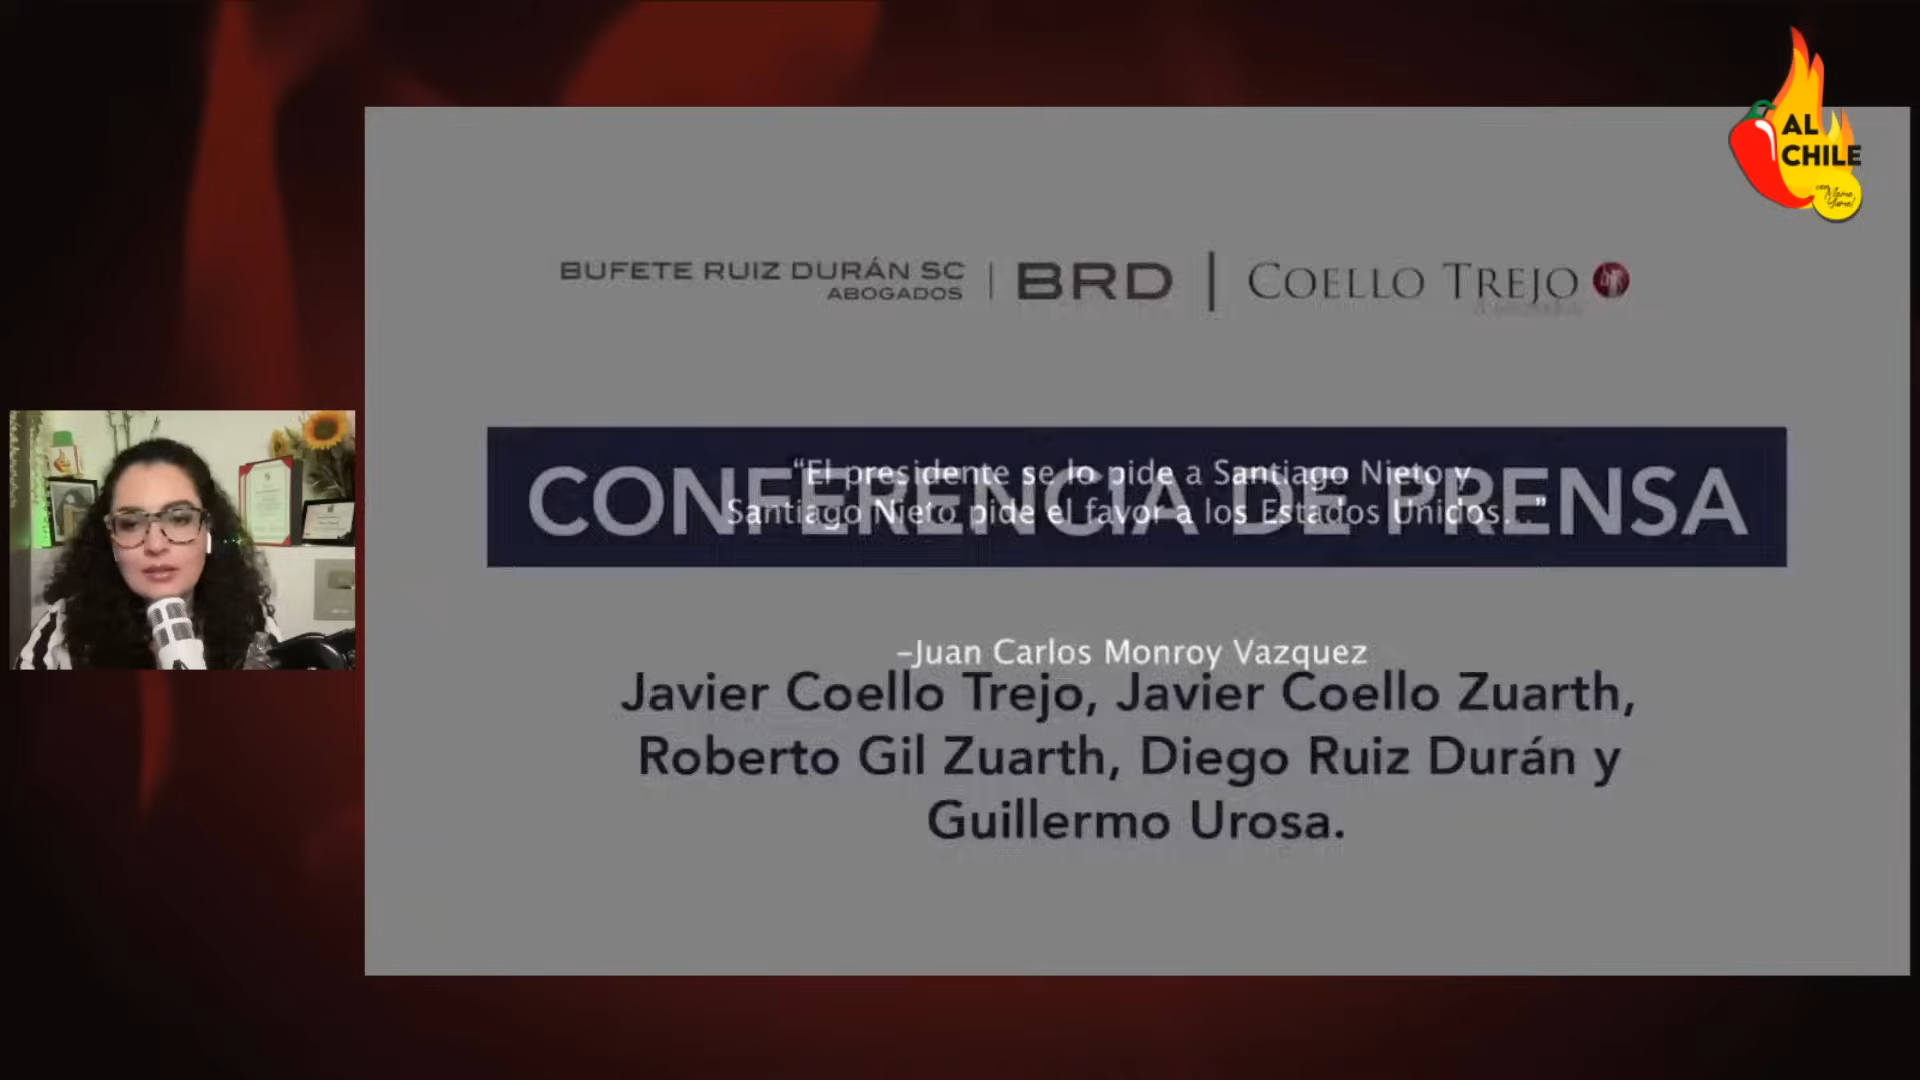 AL
CHILE
BUFETE RUIZ DURÁN SC
ABOGADOS
BRD
COELLO TREJO
CONFERENCIA DE PRENSA
“El presidente se lo pide a Santiago Nieto y
Santiago Nieto pide el favor a los Estados Unidos...”
–Juan Carlos Monroy Vazquez
Javier Coello Trejo, Javier Coello Zuarth,
Roberto Gil Zuarth, Diego Ruiz Durán y
Guillermo Urosa.